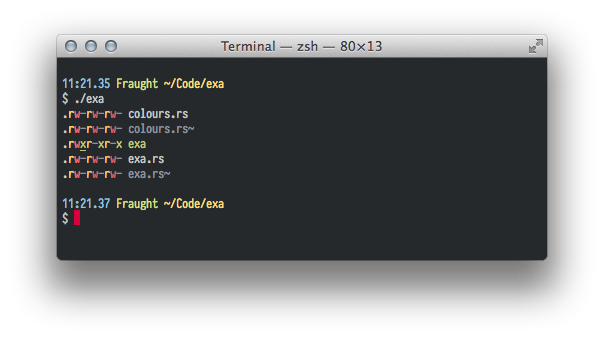 Terminal — zsh — 80×13
11:21.35 Fraught ~/Code/exa
$ ./exa
.rw-rw-rw- colours.rs
.rw-rw-rw- colours.rs~
.rwxr-xr-x exa
.rw-rw-rw- exa.rs
.rw-rw-rw- exa.rs~
11:21.37 Fraught ~/Code/exa
$